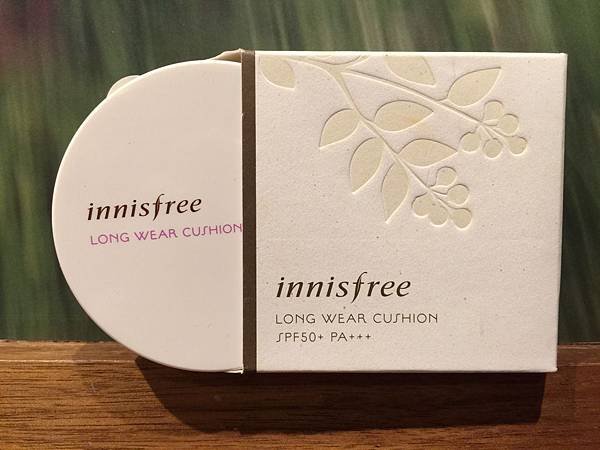 innisfree
LONG WEAR CUSHION
innisfree
LONG WEAR CUSHION
SPF50+ PA+++